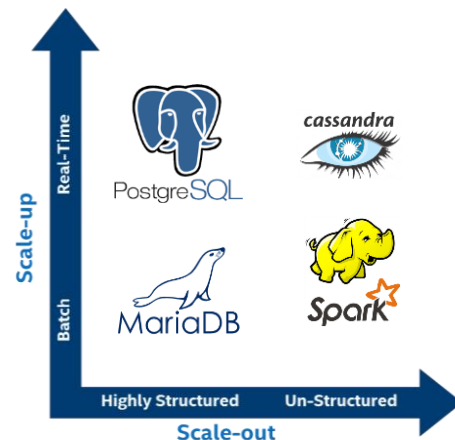 Scale-up
Real-Time
Batch
PostgreSQL
cassandra
MariaDB
Spark
Highly Structured
Un-Structured
Scale-out